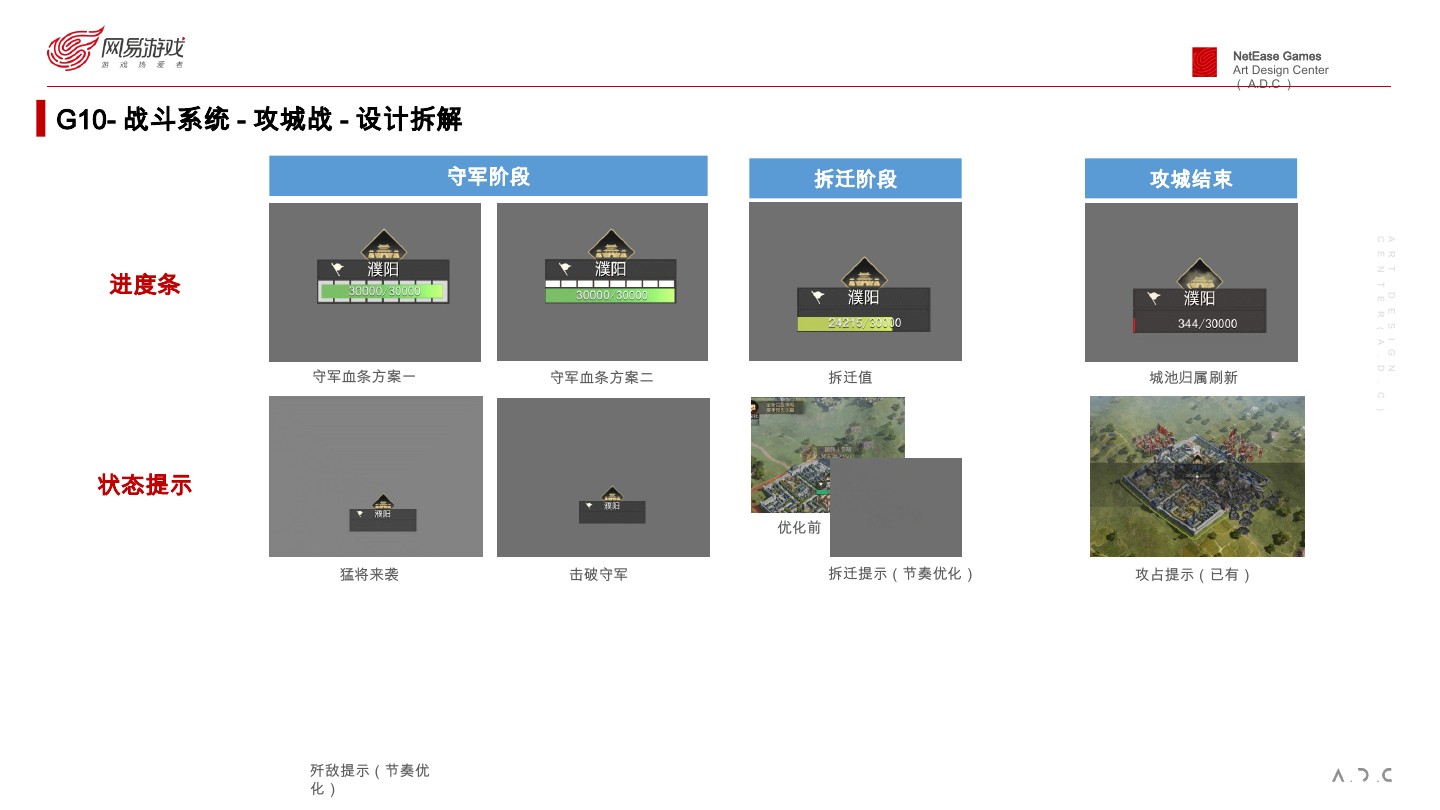 网易游戏
游戏热爱者
NetEase Games
Art Design Center
（ A.D.C ）
G10- 战斗系统 - 攻城战 - 设计拆解
守军阶段
拆迁阶段
攻城结束
进度条
濮阳
30000/30000
濮阳
30000/30000
濮阳
24215/30000
濮阳
344/30000
守军血条方案一
守军血条方案二
拆迁值
城池归属刷新
状态提示
濮阳
濮阳
优化前
猛将来袭
击破守军
拆迁提示（节奏优化）
攻占提示（已有）
ART DESIGN
CENTER(A.D.C)
歼敌提示（节奏优
化）
A.D.C